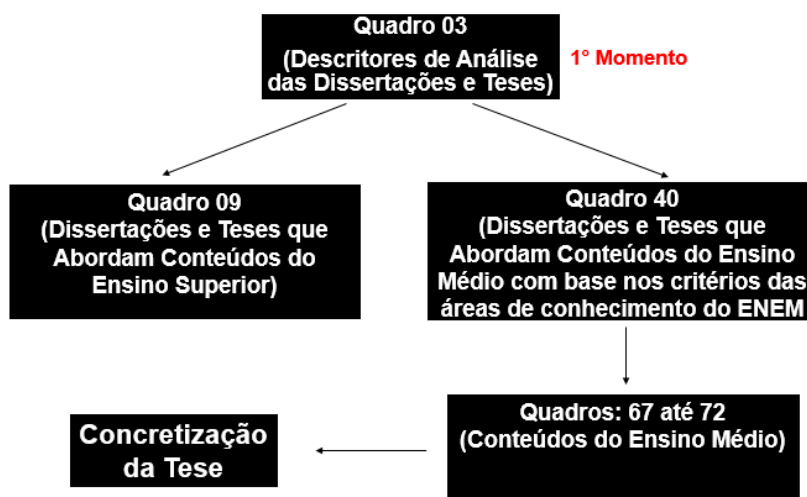 Quadro 03
(Descritores de Análise
das Dissertações e Teses)
1° Momento
Quadro 09
(Dissertações e Teses que
Abordam Conteúdos do
Ensino Superior)
Quadro 40
(Dissertações e Teses que
Abordam Conteúdos do Ensino
Médio com base nos critérios das
áreas de conhecimento do ENEM
Quadros: 67 até 72
(Conteúdos do Ensino Médio)
Concretização
da Tese